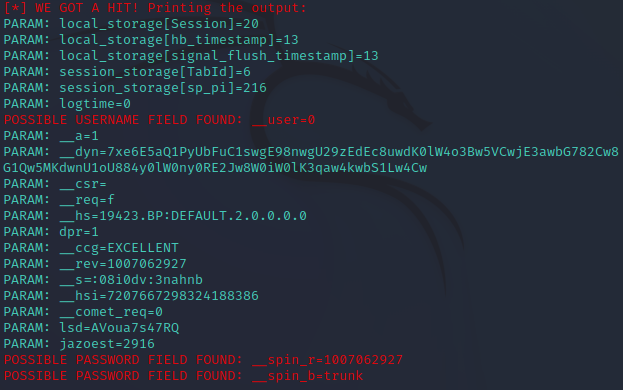 [*] WE GOT A HIT! Printing the output:
PARAM: local_storage[Session]=20
PARAM: local_storage[hb_timestamp]=13
PARAM: local_storage[signal_flush_timestamp]=13
PARAM: session_storage[TabId]=6
PARAM: session_storage[sp_pi]=216
PARAM: logtime=0
POSSIBLE USERNAME FIELD FOUND: __user=0
PARAM: __a=1
PARAM: __dyn=7xe6E5aQ1PyUbFuC1swgE98nwgU29zEdEc8uwdK0lW4o3Bw5VCwjE3awbG782Cw8
G1Qw5MKdwnU1oU884y0lW0ny0RE2Jw8W0iW0lK3qaw4kwbS1Lw4Cw
PARAM: __csr=
PARAM: __req=f
PARAM: __hs=19423.BP:DEFAULT.2.0.0.0.0
PARAM: dpr=1
PARAM: __ccg=EXCELLENT
PARAM: __rev=1007062927
PARAM: __s=:08i0dv:3nahnb
PARAM: __hsi=7207667298324188386
PARAM: __comet_req=0
PARAM: lsd=AVoua7s47RQ
PARAM: jazoest=2916
POSSIBLE PASSWORD FIELD FOUND: __spin_r=1007062927
POSSIBLE PASSWORD FIELD FOUND: __spin_b=trunk